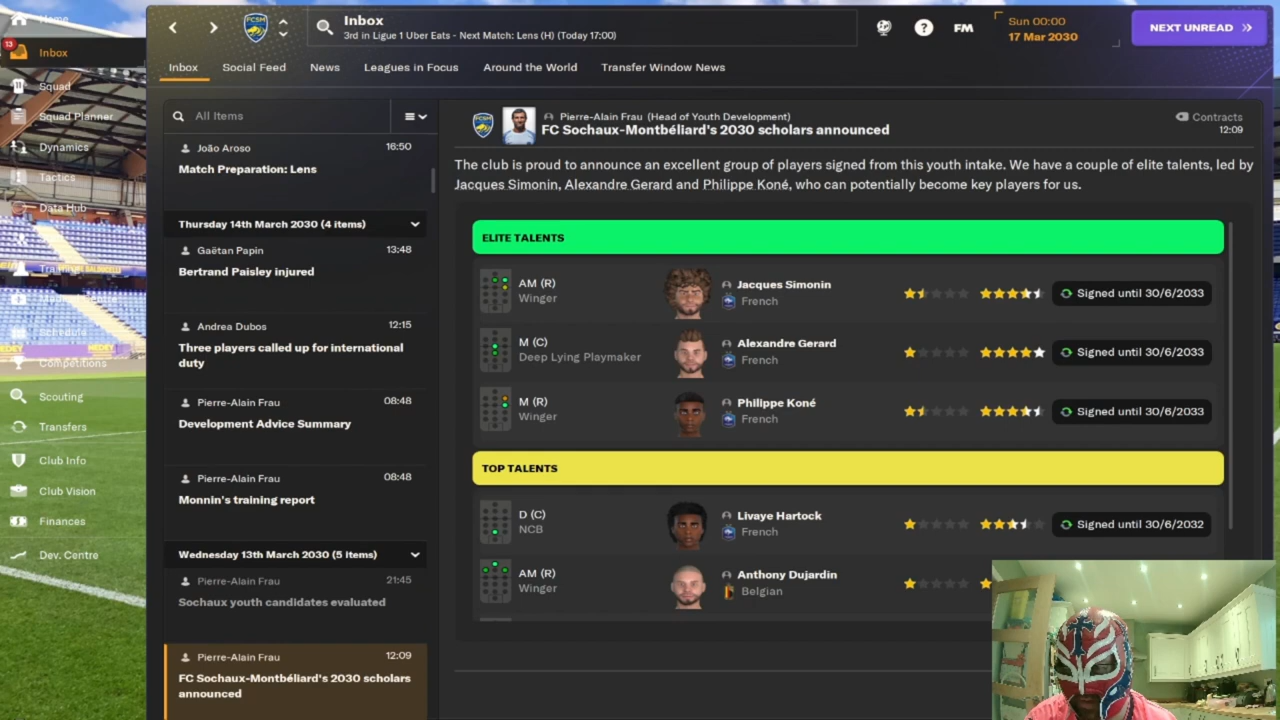 Home
13
Inbox
Squad
Squad Planner
Dynamics
Tactics
Data Hub
Schedule
Competitions
Scouting
Transfers
Club Info
Club Vision
Finances
Dev. Centre
FCSM
Inbox
3rd in Ligue 1 Uber Eats - Next Match: Lens (H) (Today 17:00)
?
FM
Sun 00:00
17 Mar 2030
NEXT UNREAD
Inbox
Social Feed
News
Leagues in Focus
Around the World
Transfer Window News
All Items
João Aroso
16:50
Match Preparation: Lens
Thursday 14th March 2030 (4 items)
Gaëtan Papin
13:48
Bertrand Paisley injured
Andrea Dubos
12:15
Three players called up for international
duty
Pierre-Alain Frau
08:48
Development Advice Summary
Pierre-Alain Frau
08:48
Monnin's training report
Wednesday 13th March 2030 (5 items)
Pierre-Alain Frau
21:45
Sochaux youth candidates evaluated
Pierre-Alain Frau
12:09
FC Sochaux-Montbéliard's 2030 scholars
announced
Pierre-Alain Frau (Head of Youth Development)
FC Sochaux-Montbéliard's 2030 scholars announced
Contracts
12:09
The club is proud to announce an excellent group of players signed from this youth intake. We have a couple of elite talents, led by
Jacques Simonin, Alexandre Gerard and Philippe Koné, who can potentially become key players for us.
ELITE TALENTS
AM (R)
Winger
Jacques Simonin
French
Signed until 30/6/2033
M (C)
Deep Lying Playmaker
Alexandre Gerard
French
Signed until 30/6/2033
M (R)
Winger
Philippe Koné
French
Signed until 30/6/2033
TOP TALENTS
D (C)
NCB
Livaye Hartock
French
Signed until 30/6/2032
AM (R)
Winger
Anthony Dujardin
Belgian